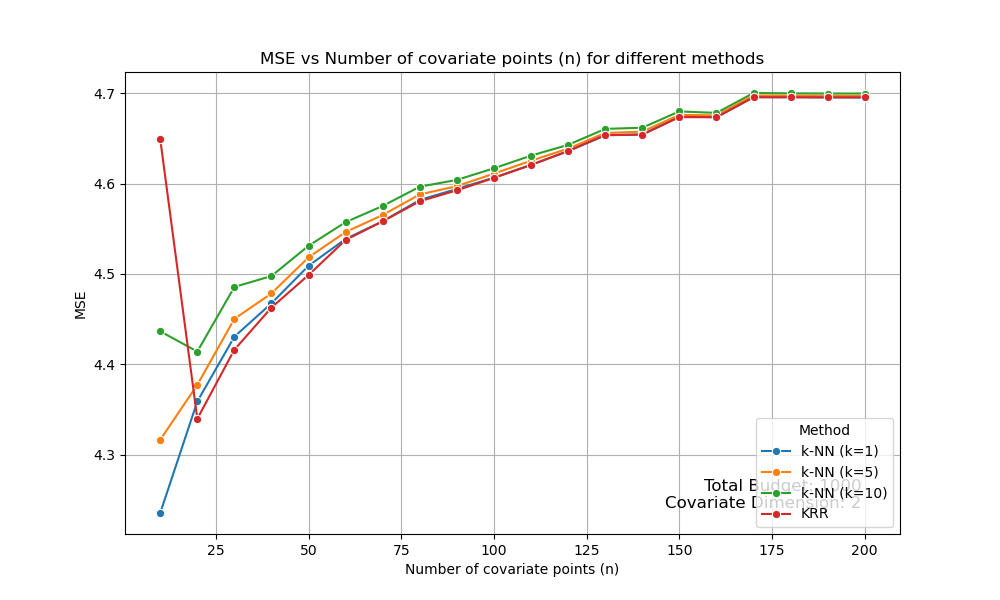 MSE vs Number of covariate points (n) for different methods
MSE
4.7
4.6
4.5
4.4
4.3
25 50 75 100 125 150 175 200
Number of covariate points (n)
Method
k-NN (k=1)
k-NN (k=5)
k-NN (k=10)
KRR
Total Budget: 1000
Covariate Dimension: 2